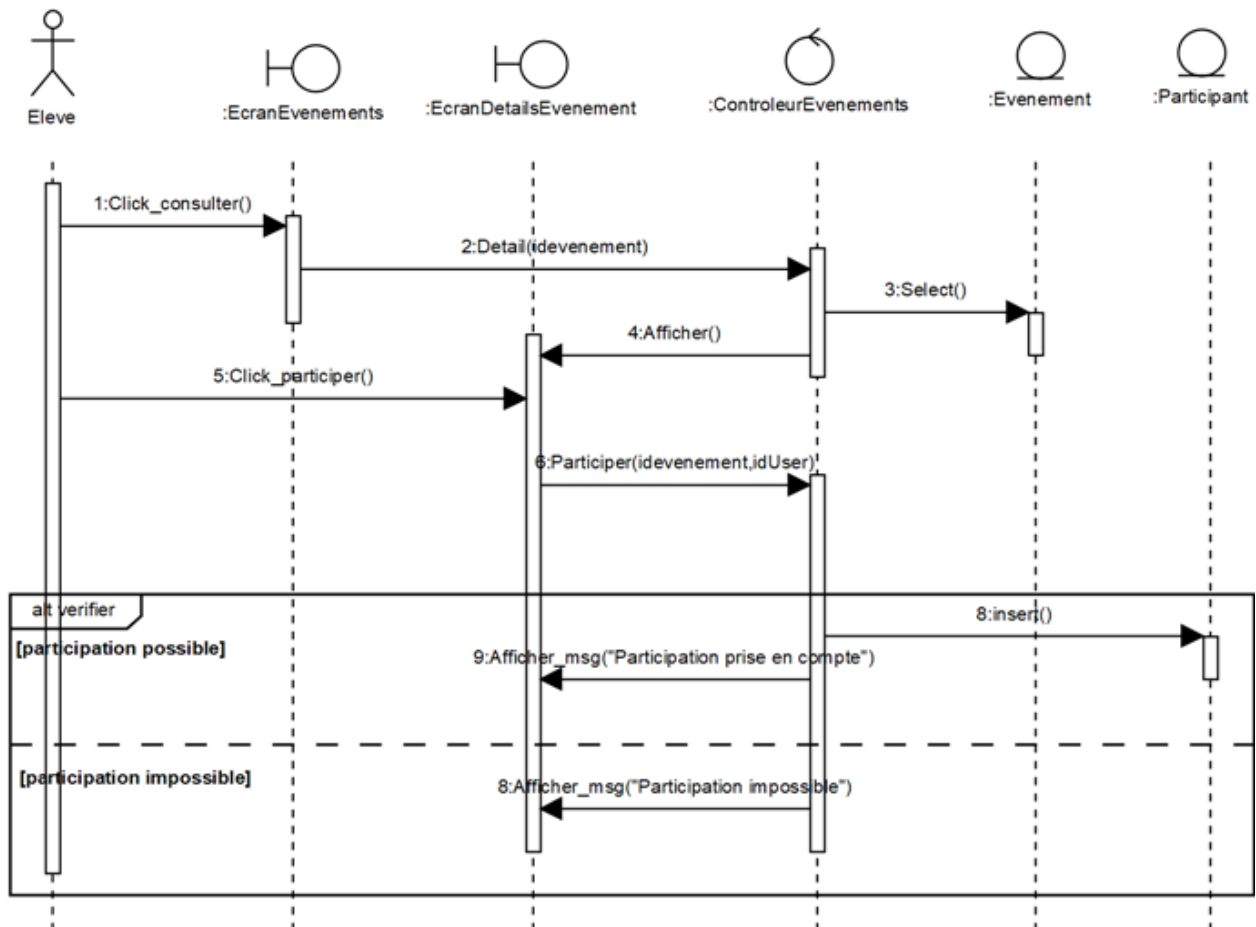 Eleve
:EcranEvenements
:EcranDetailsEvenement
:ControleurEvenements
:Evenement
:Participant
1:Click_consulter()
2:Detail(idevenement)
3:Select()
4:Afficher()
5:Click_participer()
6:Participer(idevenement,idUser)
alt verifier
8:insert()
[participation possible]
9:Afficher_msg("Participation prise en compte")
[participation impossible]
8:Afficher_msg("Participation impossible")